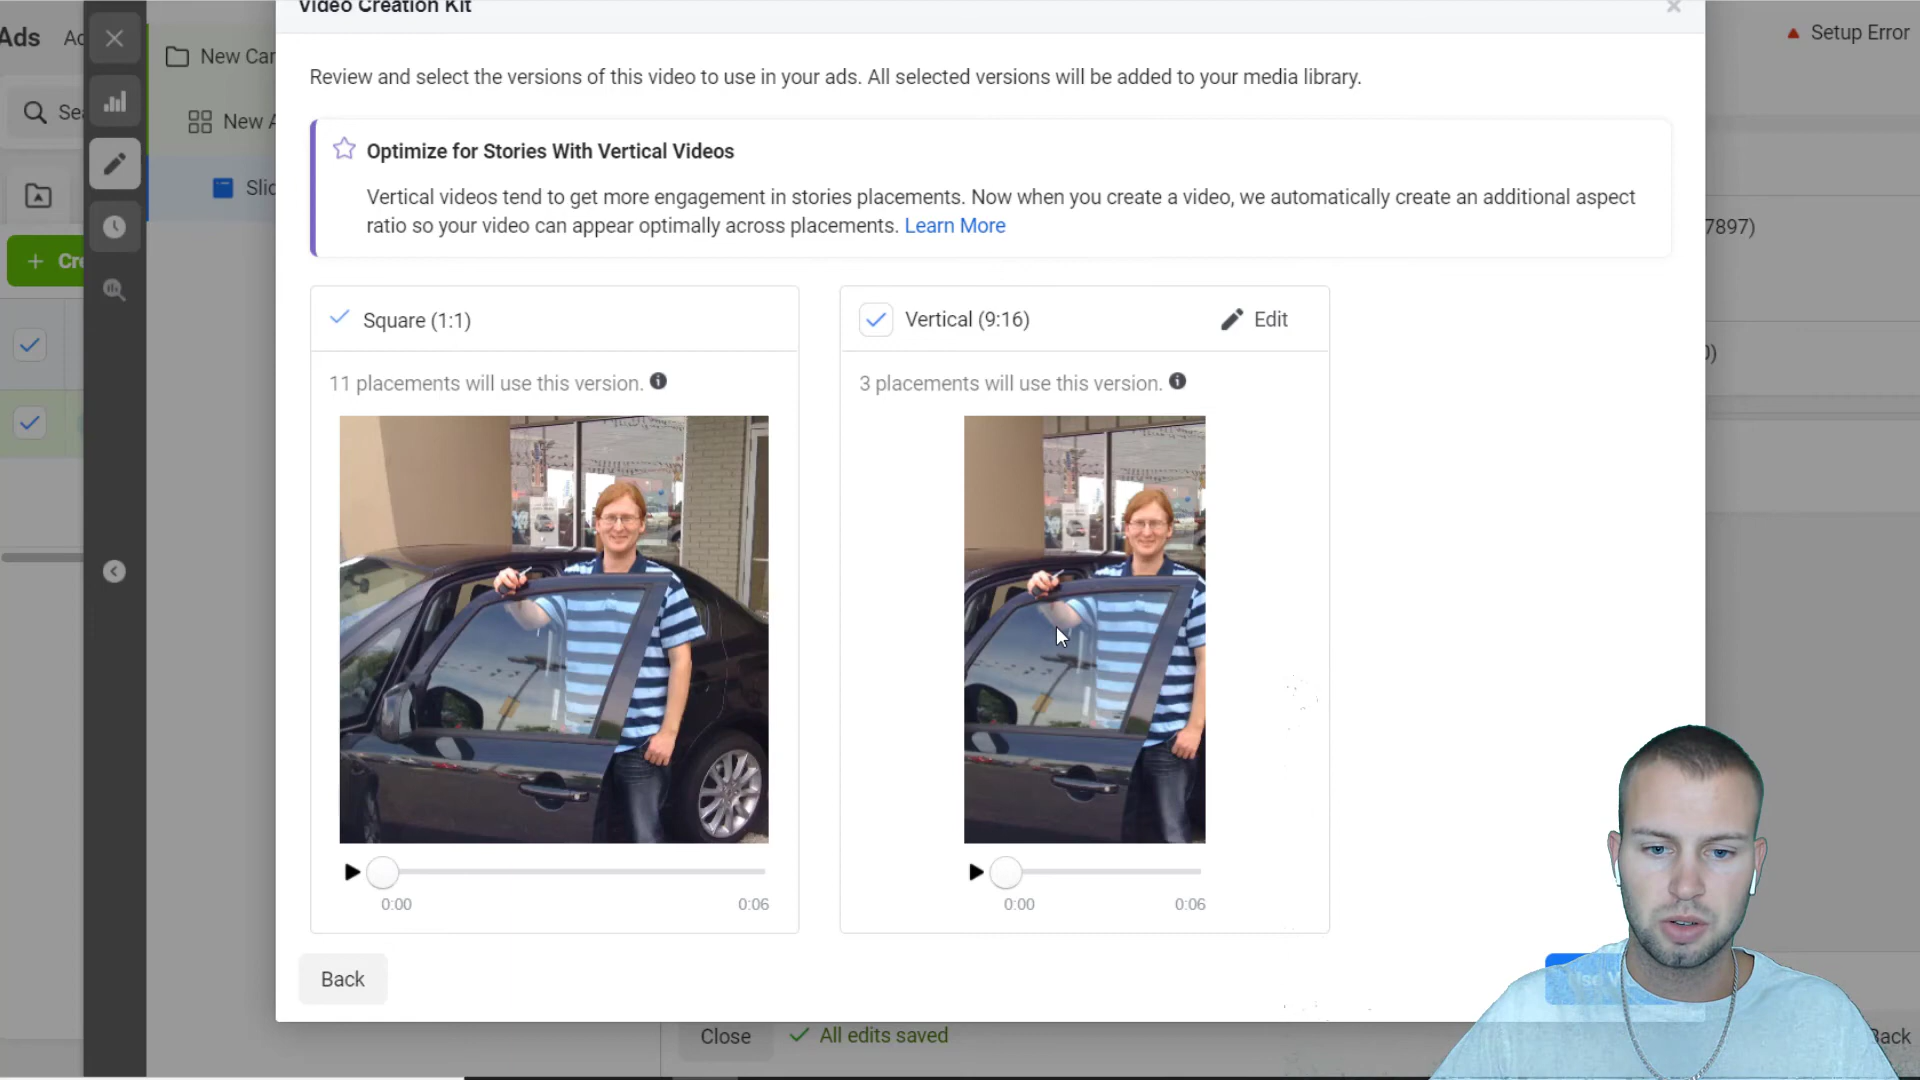 Video Creation Kit
Ads
Ad
Setup Error
New Car
Review and select the versions of this video to use in your ads. All selected versions will be added to your media library.
Sea
New A
Optimize for Stories With Vertical Videos
Slid
Vertical videos tend to get more engagement in stories placements. Now when you create a video, we automatically create an additional aspect
ratio so your video can appear optimally across placements. Learn More
7897)
+ Cre
Square (1:1)
Vertical (9:16)
Edit
0)
11 placements will use this version.
3 placements will use this version.
0:00
0:06
0:00
0:06
Back
Close
All edits saved
Back